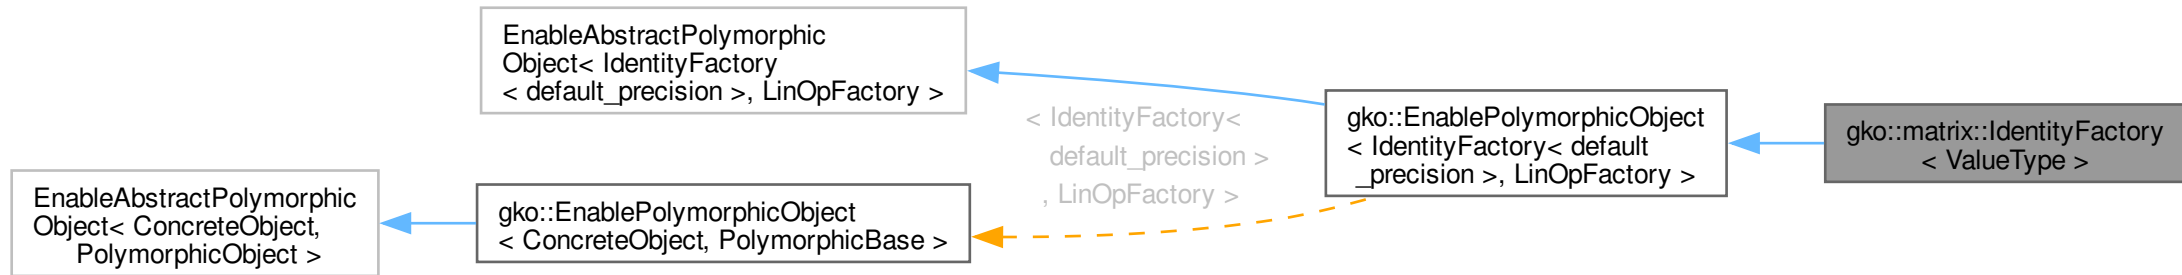 EnableAbstractPolymorphic
Object< IdentityFactory
< default_precision >, LinOpFactory >
EnableAbstractPolymorphic
Object< ConcreteObject,
PolymorphicObject >
gko::EnablePolymorphicObject
< ConcreteObject, PolymorphicBase >
< IdentityFactory<
default_precision >
, LinOpFactory >
gko::EnablePolymorphicObject
< IdentityFactory< default
_precision >, LinOpFactory >
gko::matrix::IdentityFactory
< ValueType >